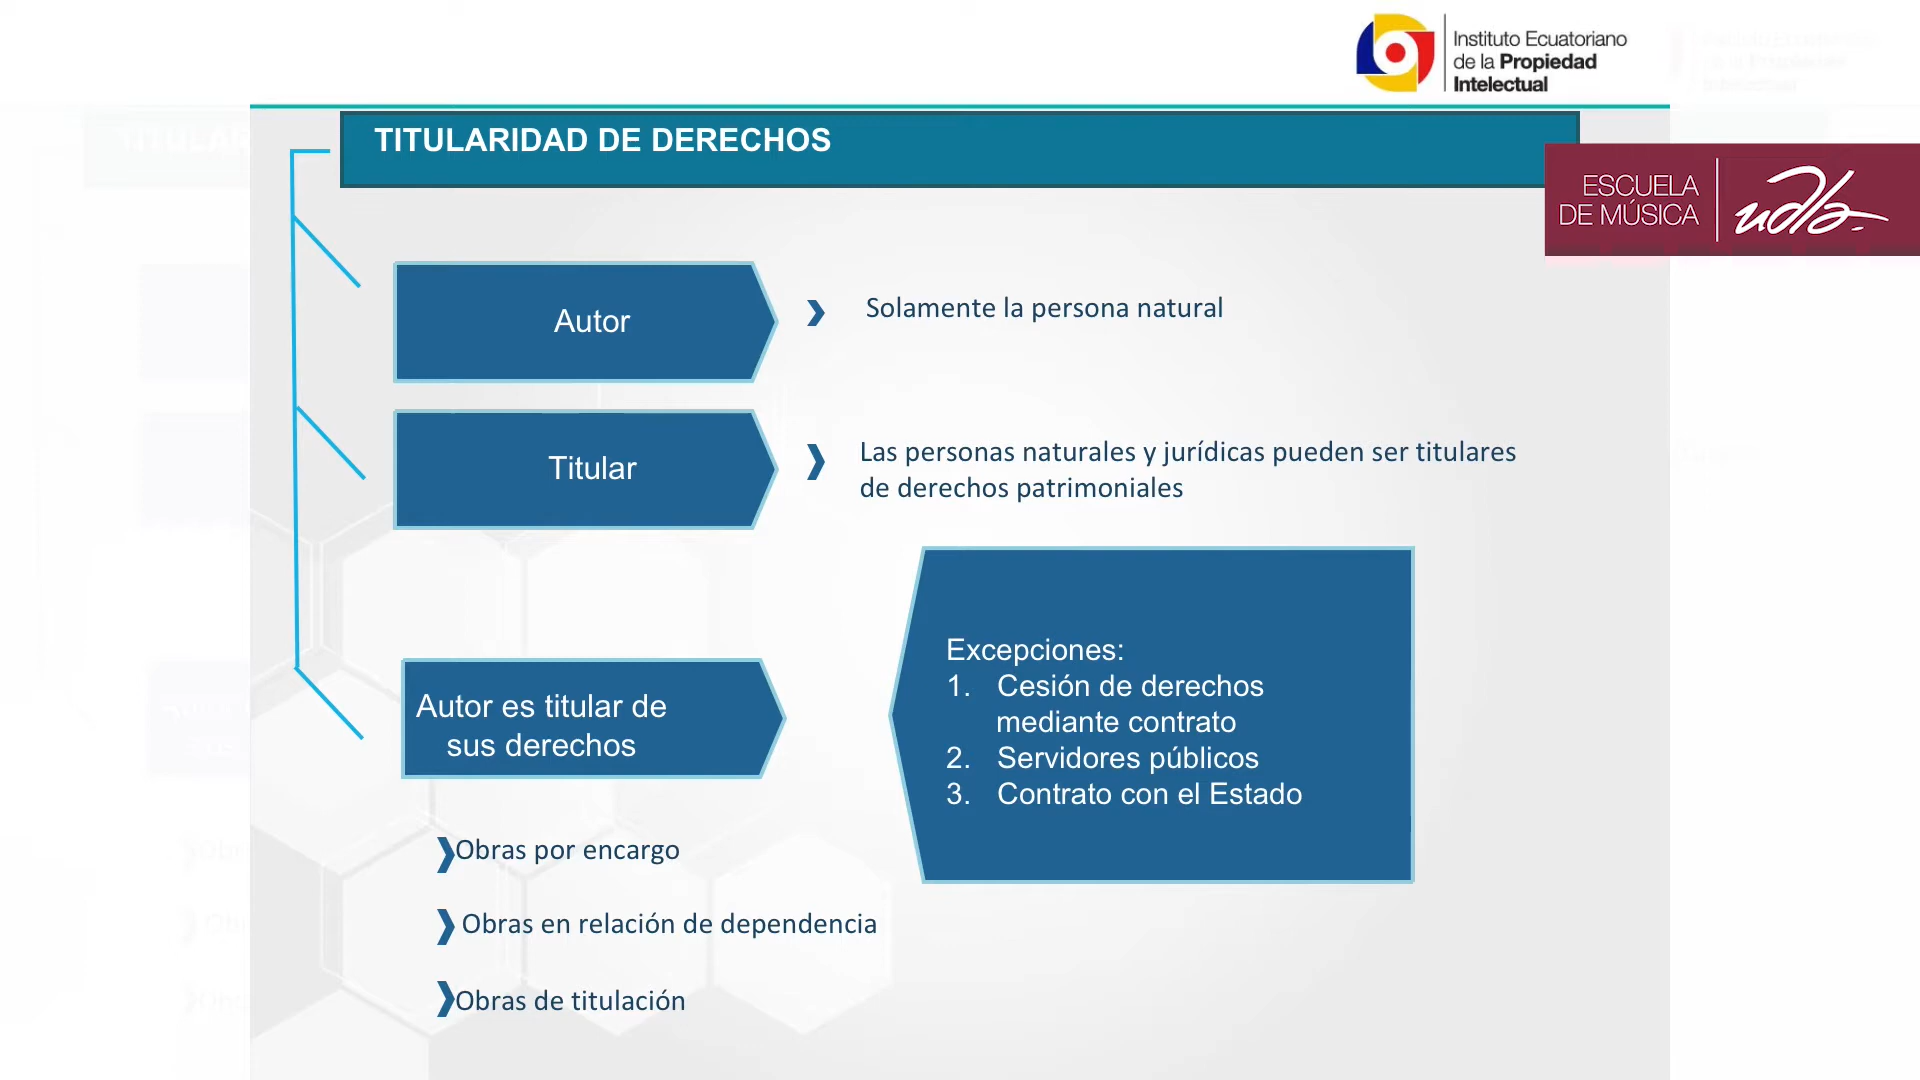 Instituto Ecuatoriano
de la Propiedad
Intelectual
TITULARIDAD DE DERECHOS
ESCUELA
DE MÚSICA
udla-
Autor
Solamente la persona natural
Titular
Las personas naturales y jurídicas pueden ser titulares
de derechos patrimoniales
Autor es titular de
sus derechos
Excepciones:
1. Cesión de derechos
mediante contrato
2. Servidores públicos
3. Contrato con el Estado
Obras por encargo
Obras en relación de dependencia
Obras de titulación